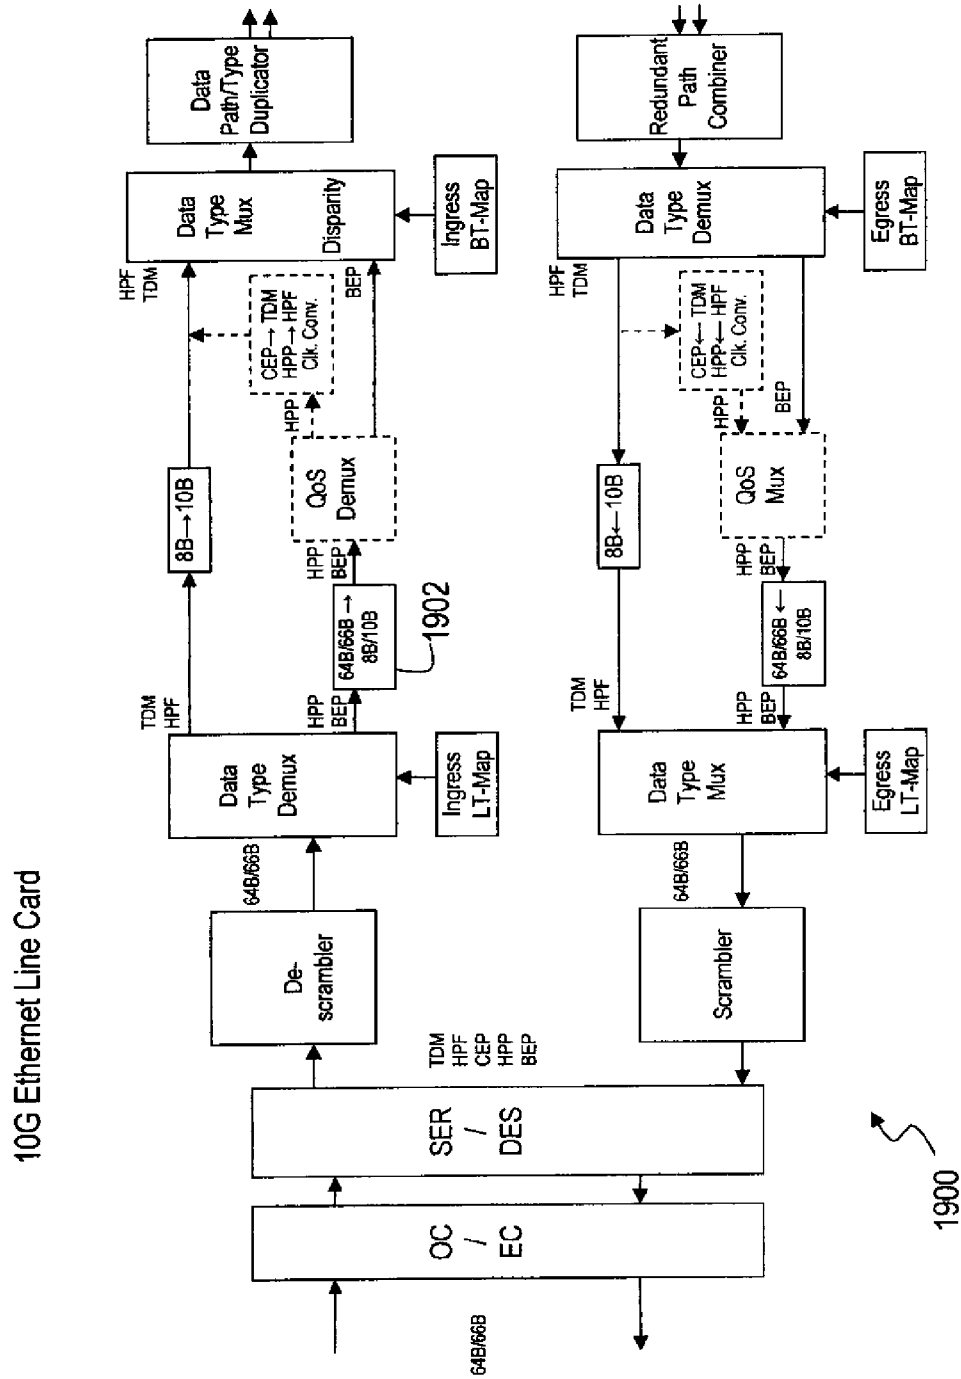 10G Ethernet Line Card
64B/66B
OC
/
EC
SER
/
DES
TDM
HPF
CEP
HPP
BEP
De-
scrambler
64B/66B
Data
Type
Demux
Ingress
LT-Map
TDM
HPF
8B→10B
HPP
BEP
64B/66B→
8B/10B
1902
HPP
BEP
QoS
Demux
HPP
CEP→TDM
HPP→HPF
Clk. Conv.
BEP
HPF
TDM
Data
Type
Mux
Disparity
Ingress
BT-Map
Data
Path/Type
Duplicator
Scrambler
64B/66B
Data
Type
Mux
Egress
LT-Map
TDM
HPF
8B←10B
HPP
BEP
64B/66B←
8B/10B
HPP
BEP
QoS
Mux
HPP
CEP←TDM
HPP←HPF
Clk. Conv.
BEP
HPF
TDM
Data
Type
Demux
Egress
BT-Map
Redundant
Path
Combiner
1900